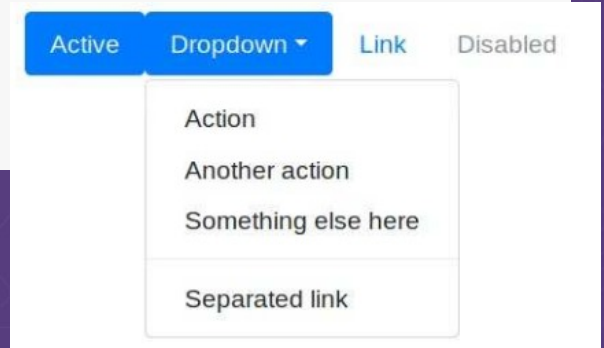 Active Dropdown Link Disabled
Action
Another action
Something else here
Separated link